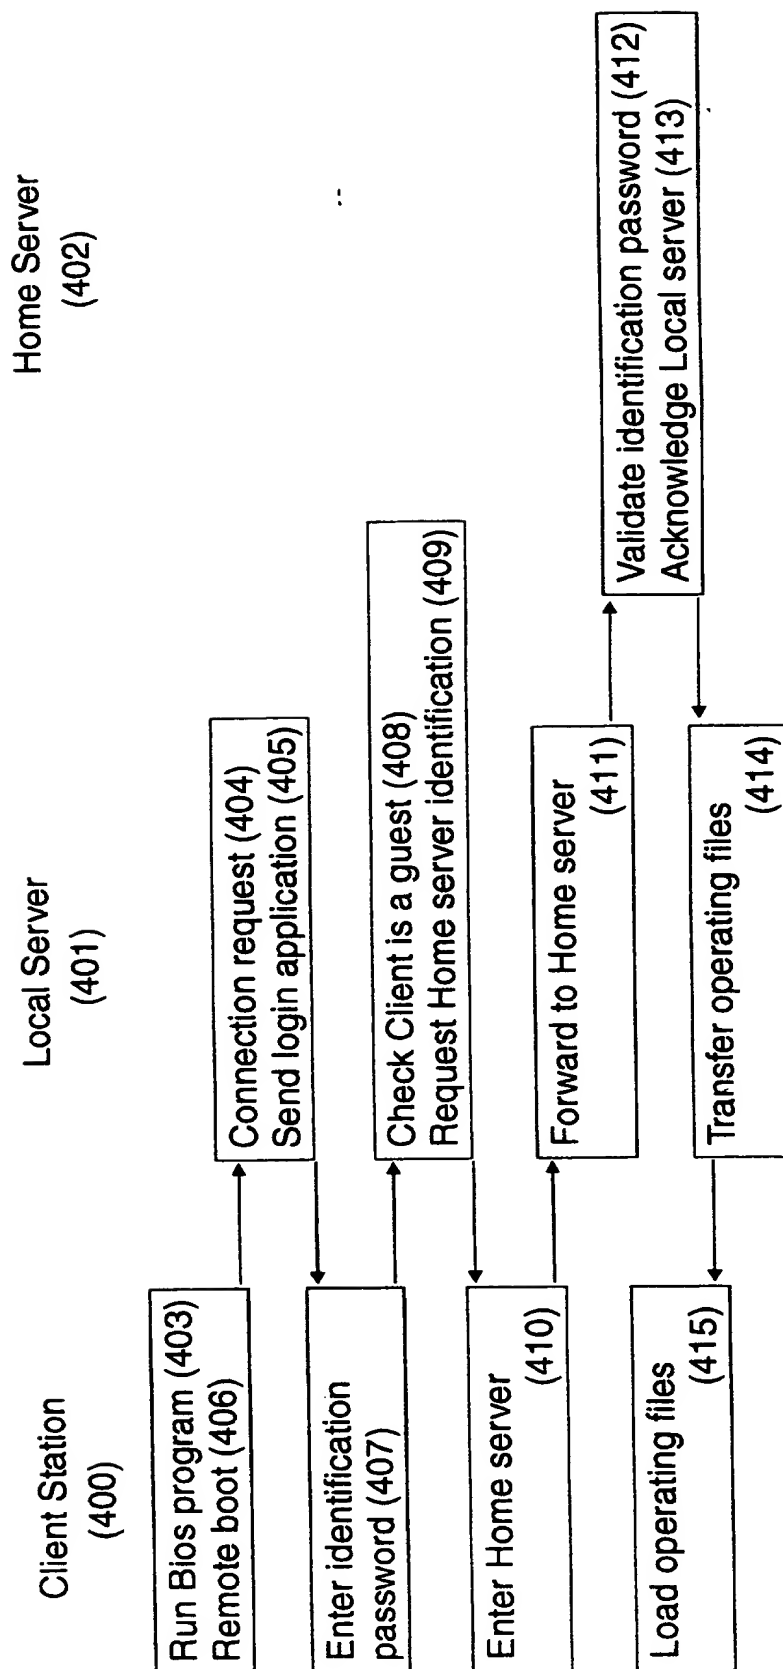 Client Station
(400)
Local Server
(401)
Home Server
(402)
Run Bios program (403)
Remote boot (406)
Connection request (404)
Send login application (405)
Enter identification
password (407)
Check Client is a guest (408)
Request Home server identification (409)
Enter Home server
(410)
Forward to Home server
(411)
Validate identification password (412)
Acknowledge Local server (413)
Transfer operating files
(414)
Load operating files
(415)